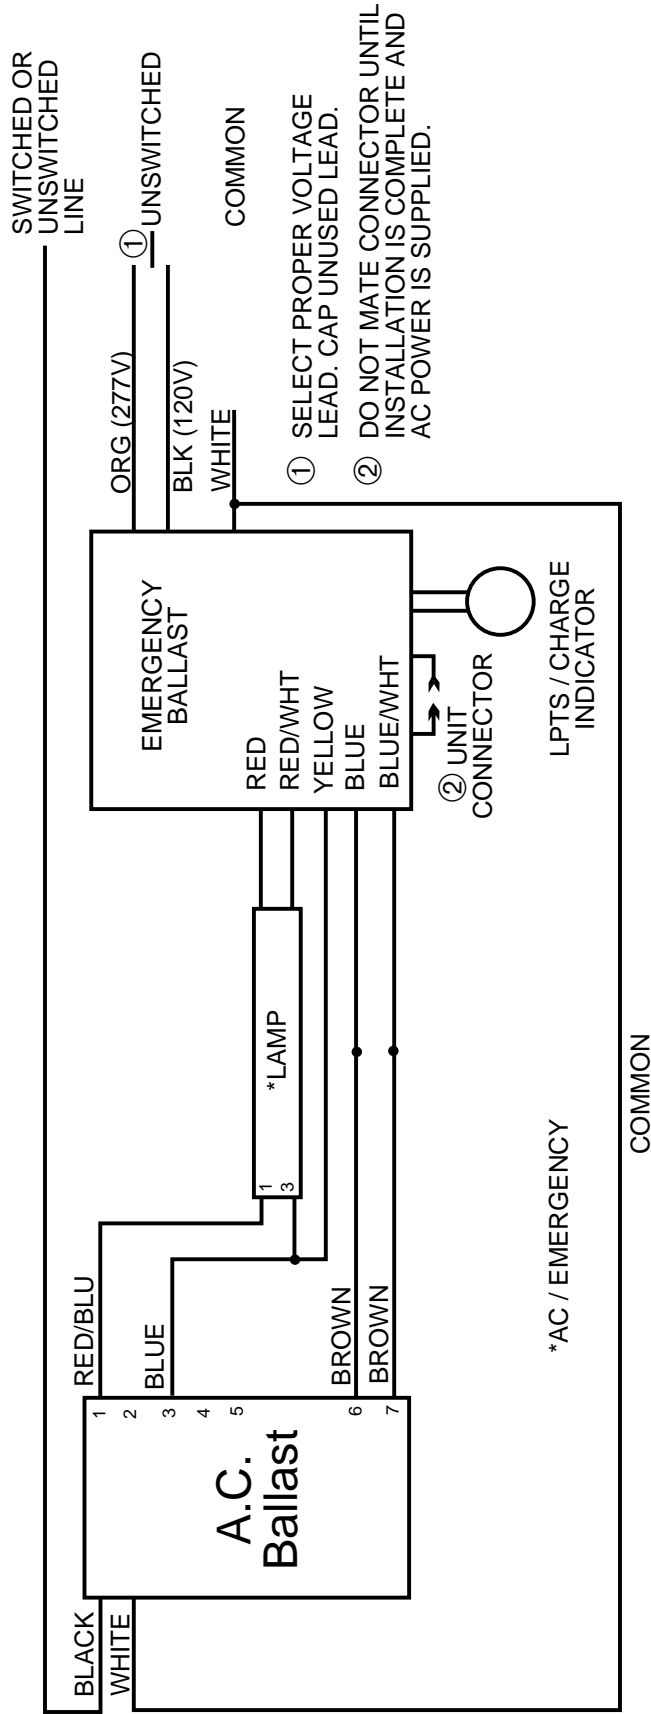 BLACK
WHITE
A.C.
Ballast
1
2
3
4
5
6
7
RED/BLU
BLUE
BROWN
BROWN
1
3
*LAMP
*AC / EMERGENCY
COMMON
EMERGENCY
BALLAST
RED
RED/WHT
YELLOW
BLUE
BLUE/WHT
② UNIT
CONNECTOR
LPTS / CHARGE
INDICATOR
ORG (277V)
BLK (120V)
WHITE
SWITCHED OR
UNSWITCHED
LINE
① UNSWITCHED
COMMON
① SELECT PROPER VOLTAGE
LEAD. CAP UNUSED LEAD.
② DO NOT MATE CONNECTOR UNTIL
INSTALLATION IS COMPLETE AND
AC POWER IS SUPPLIED.